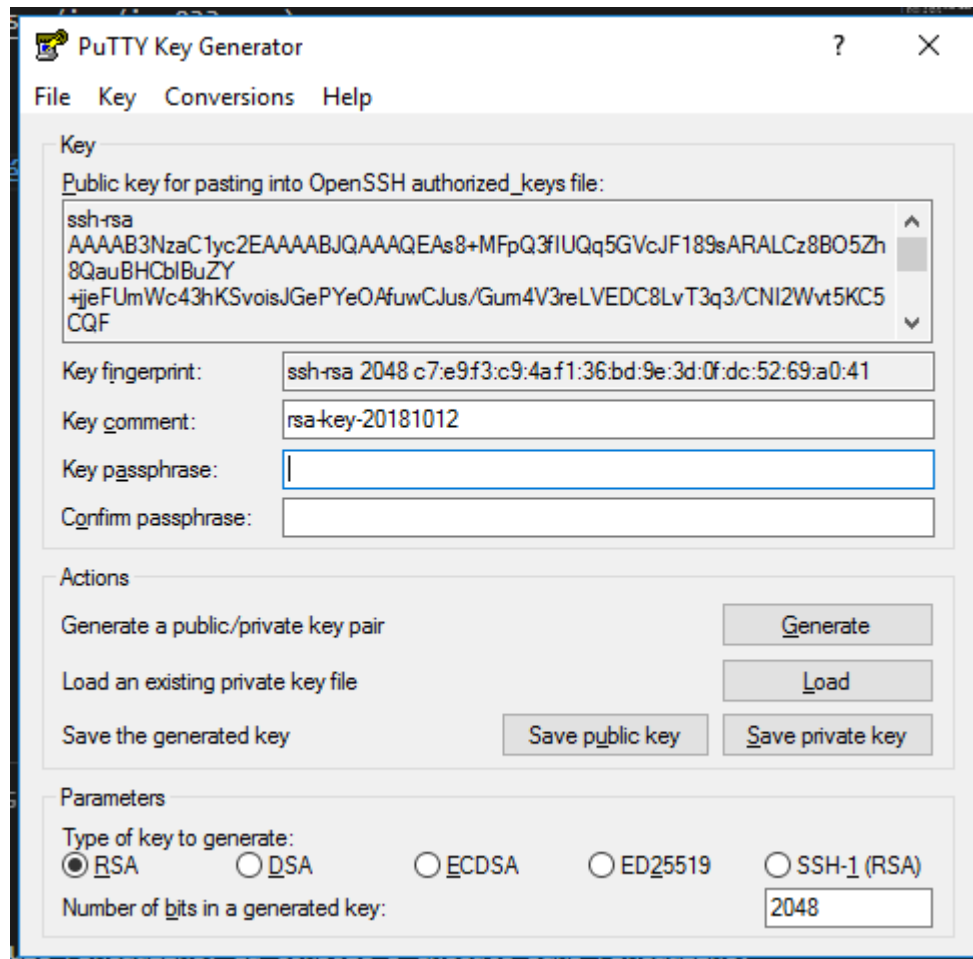 PuTTY Key Generator
File Key Conversions Help
Key
Public key for pasting into OpenSSH authorized_keys file:
ssh-rsa
AAAAB3NzaC1yc2EAAAABJQAAAQEAs8+MFpQ3flUQq5GVcJF189sARALCz8BO5Zh
8QauBHCblBuZY
+jjeFUmWc43hKSvoisJGePYeOAfuwCJus/Gum4V3reLVEDC8LvT3q3/CNI2Wvt5KC5
CQF
Key fingerprint: ssh-rsa 2048 c7:e9:f3:c9:4a:f1:36:bd:9e:3d:0f:dc:52:69:a0:41
Key comment: rsa-key-20181012
Key passphrase:
Confirm passphrase:
Actions
Generate a public/private key pair Generate
Load an existing private key file Load
Save the generated key Save public key Save private key
Parameters
Type of key to generate:
RSA DSA ECDSA ED25519 SSH-1 (RSA)
Number of bits in a generated key: 2048